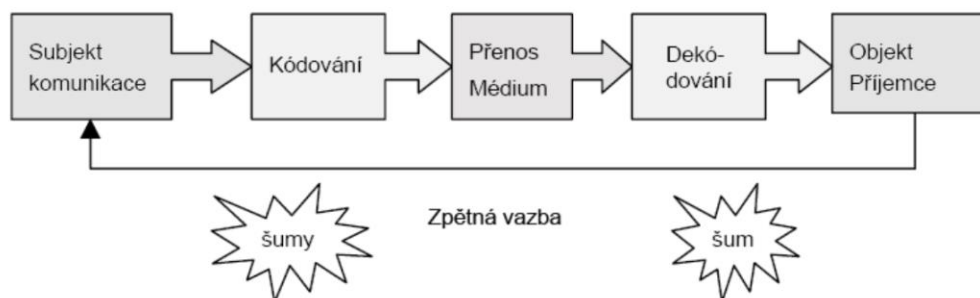 Subjekt
komunikace
Kódování
Přenos
Médium
Dekó-
dování
Objekt
Příjemce
Zpětná vazba
šumy
šum